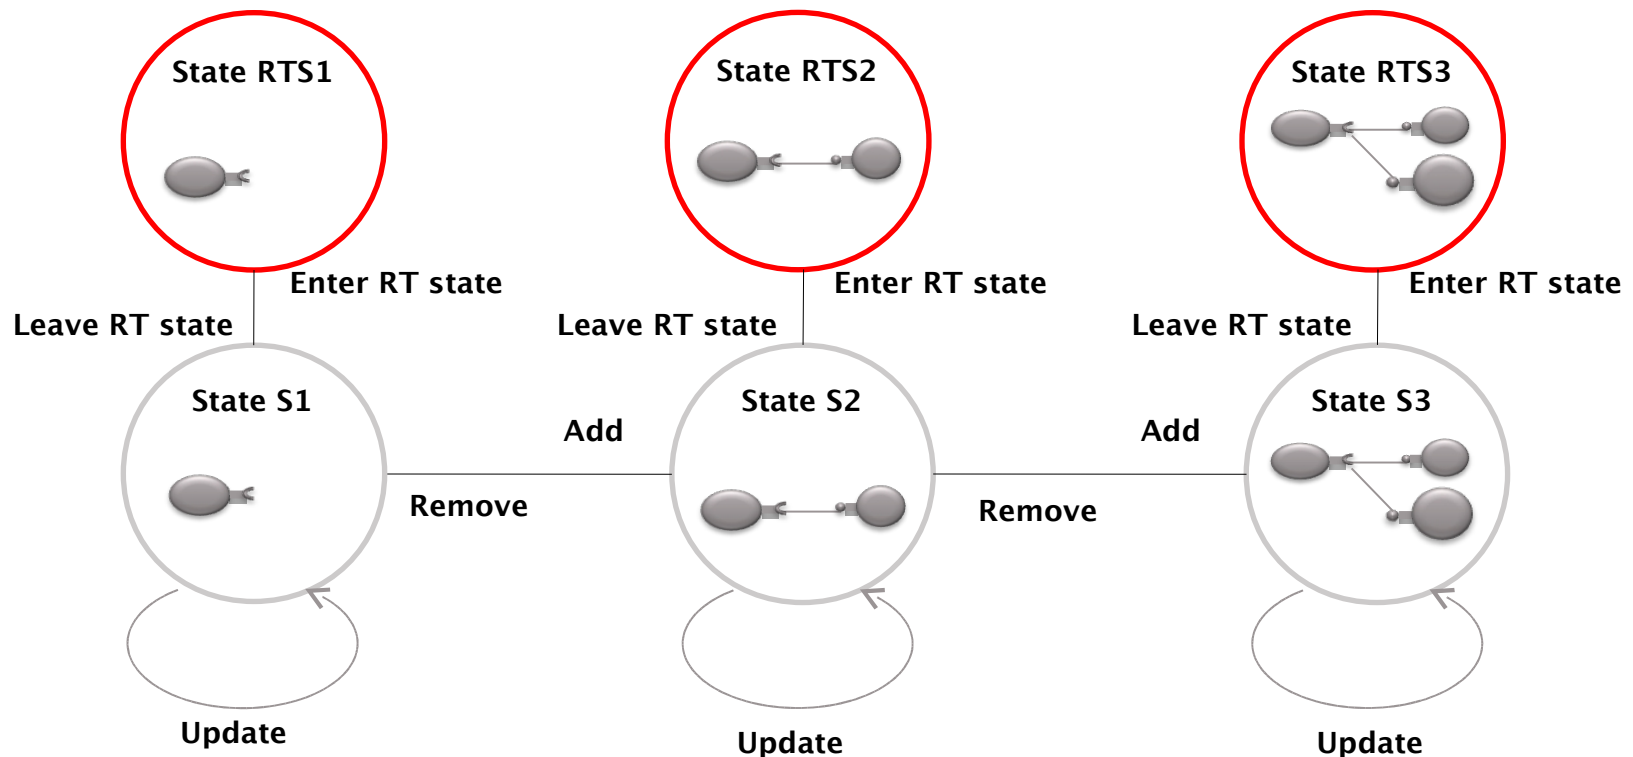 State RTS1
State RTS2
State RTS3
Enter RT state
Enter RT state
Enter RT state
Leave RT state
Leave RT state
Leave RT state
State S1
State S2
State S3
Add
Add
Remove
Remove
Update
Update
Update